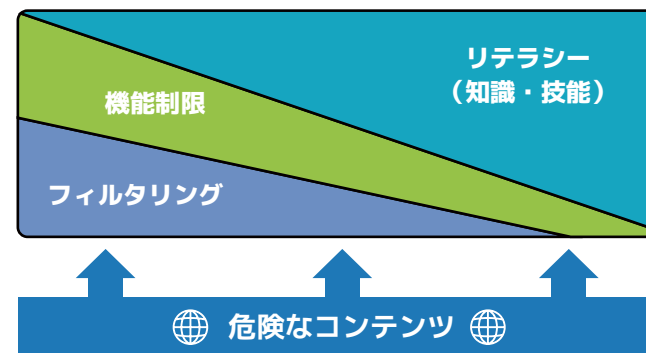 リテラシー
（知識・技能）
機能制限
フィルタリング
危険なコンテンツ